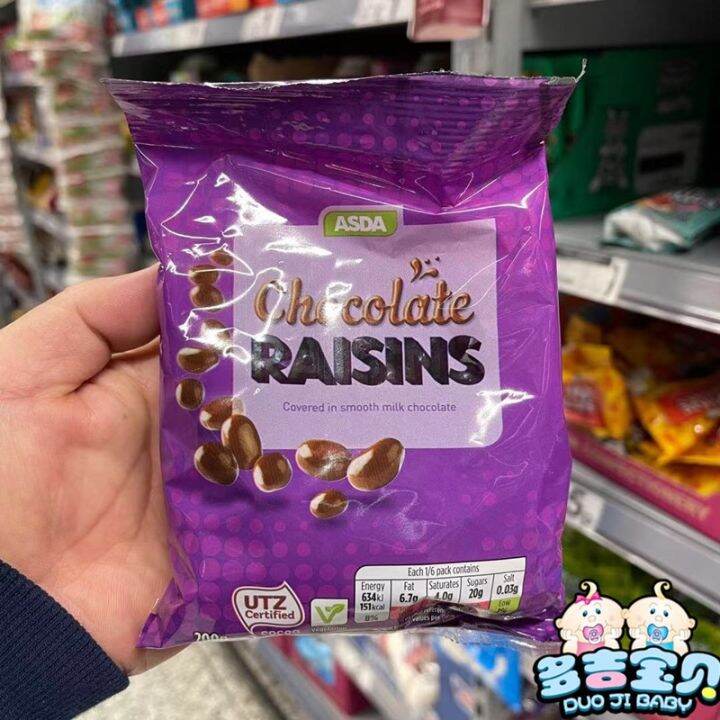 ASDA
Chocolate
RAISINS
Covered in smooth milk chocolate
Each 1/6 pack contains
Energy Fat Saturates Sugars Salt
634kJ 6.7g 4.0g 20g 0.03g
151kcal
8%
Low
UTZ
Certified
cocoa
200g
多吉宝贝
DUO JI BABY